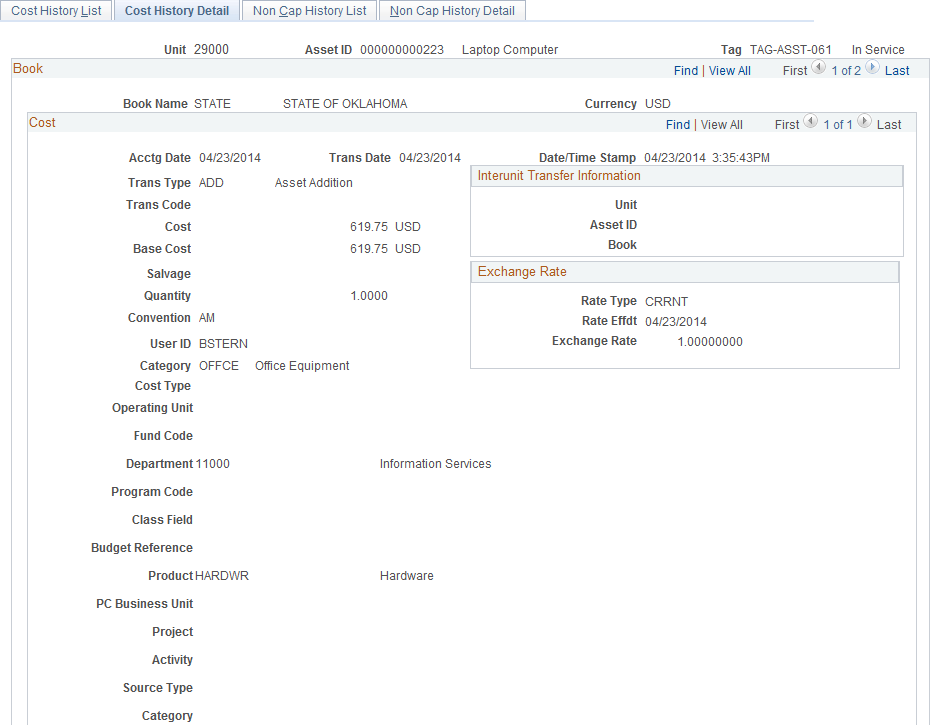 Cost History List Cost History Detail Non Cap History List Non Cap History Detail
Unit 29000 Asset ID 000000000223 Laptop Computer Tag TAG-ASST-061 In Service
Book Find | View All First 1 of 2 Last
Book Name STATE STATE OF OKLAHOMA Currency USD
Cost Find | View All First 1 of 1 Last
Acctg Date 04/23/2014 Trans Date 04/23/2014 Date/Time Stamp 04/23/2014 3:35:43PM
Interunit Transfer Information
Trans Type ADD Asset Addition
Trans Code Unit
Cost 619.75 USD Asset ID
Base Cost 619.75 USD Book
Salvage Exchange Rate
Quantity 1.0000 Rate Type CRRNT
Convention AM Rate Effdt 04/23/2014
User ID BSTERN Exchange Rate 1.00000000
Category OFFCE Office Equipment
Cost Type
Operating Unit
Fund Code
Department 11000 Information Services
Program Code
Class Field
Budget Reference
Product HARDWR Hardware
PC Business Unit
Project
Activity
Source Type
Category